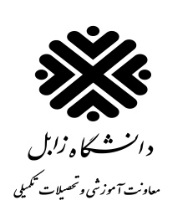 دانشگاه زابل
معاونت آموزشی و تحصیلات تکمیلی